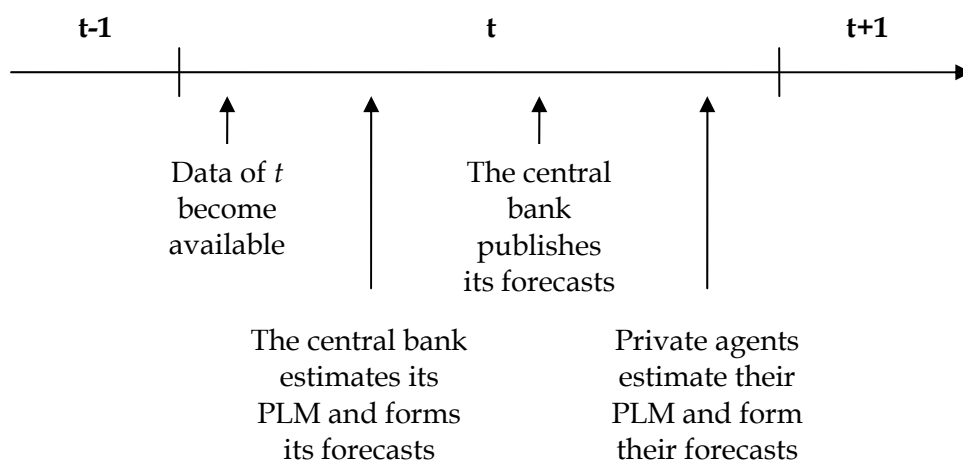 t-1
t
t+1
Data of t
become
available
The central
bank
publishes
its forecasts
The central bank
estimates its
PLM and forms
its forecasts
Private agents
estimate their
PLM and form
their forecasts